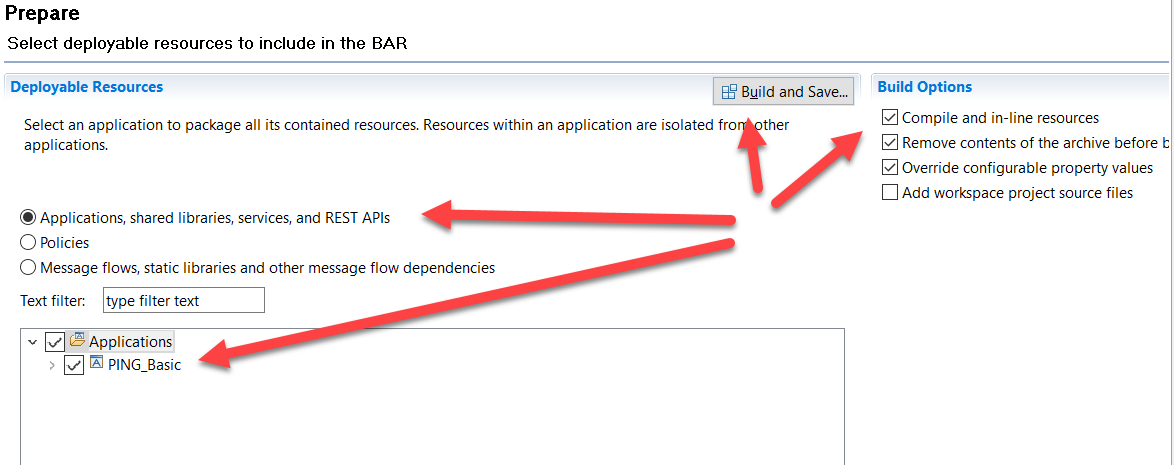 Prepare
Select deployable resources to include in the BAR
Deployable Resources
Build and Save...
Build Options
Select an application to package all its contained resources. Resources within an application are isolated from other
applications.
Compile and in-line resources
Remove contents of the archive before b
Override configurable property values
Add workspace project source files
Applications, shared libraries, services, and REST APIs
Policies
Message flows, static libraries and other message flow dependencies
Text filter: type filter text
Applications
PING_Basic